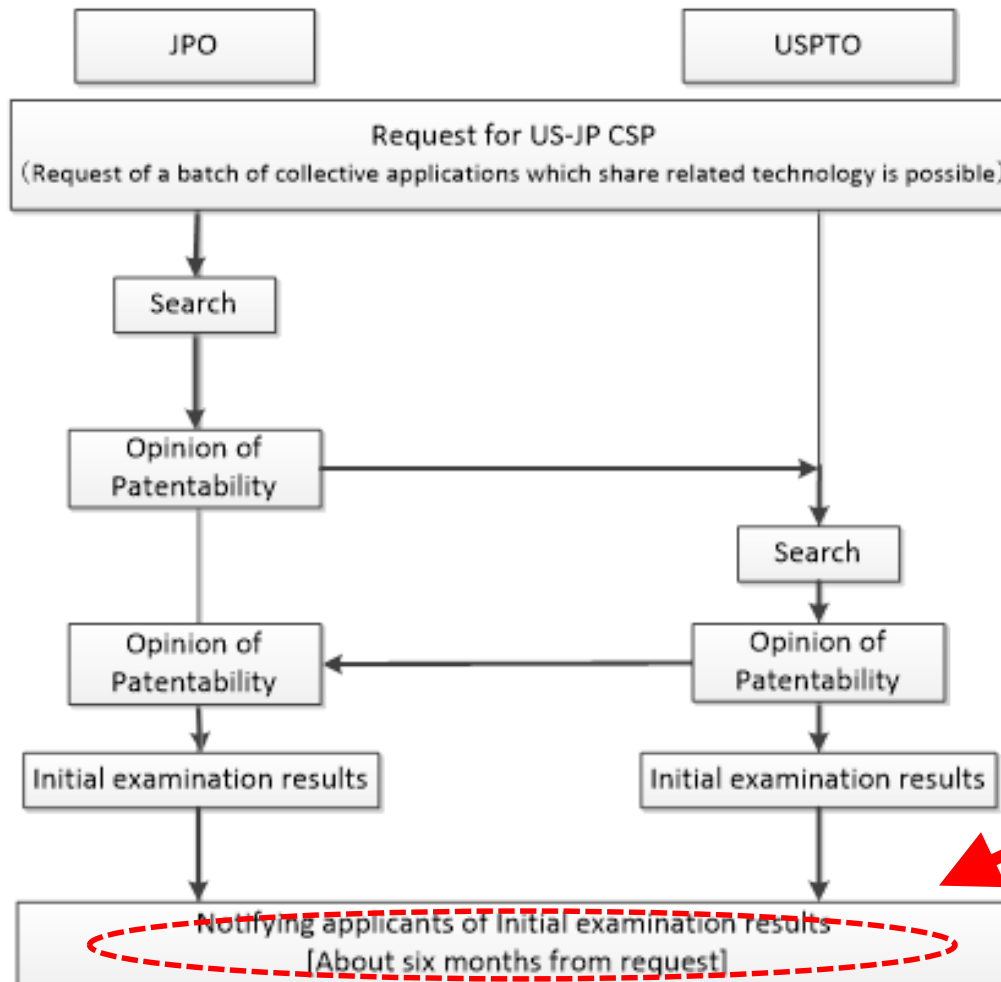 JPO
USPTO
Request for US-JP CSP
(Request of a batch of collective applications which share related technology is possible)
Search
Opinion of
Patentability
Search
Opinion of
Patentability
Opinion of
Patentability
Initial examination results
Initial examination results
Notifying applicants of Initial examination results
[About six months from request]